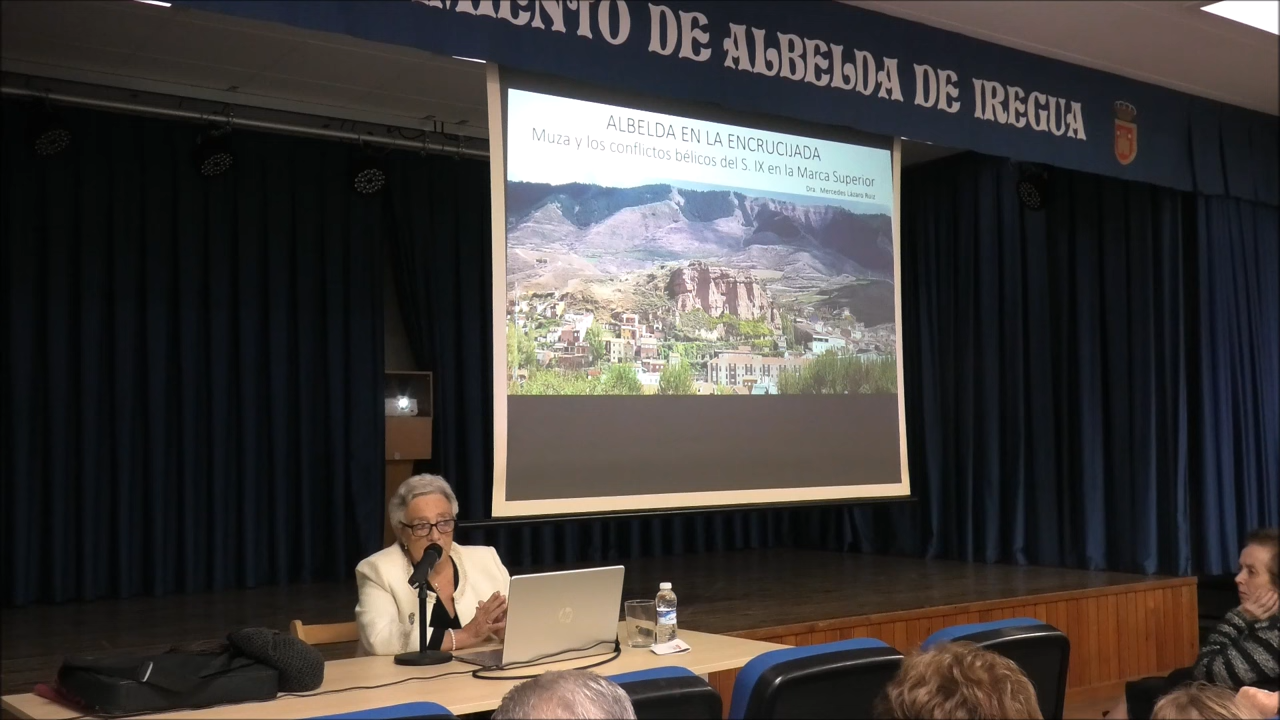 MIENTO DE ALBELDA DE IREGUA
ALBELDA EN LA ENCRUCIJADA
Muza y los conflictos bélicos del S. IX en la Marca Superior
Dra. Mercedes Lázaro Ruiz
hp